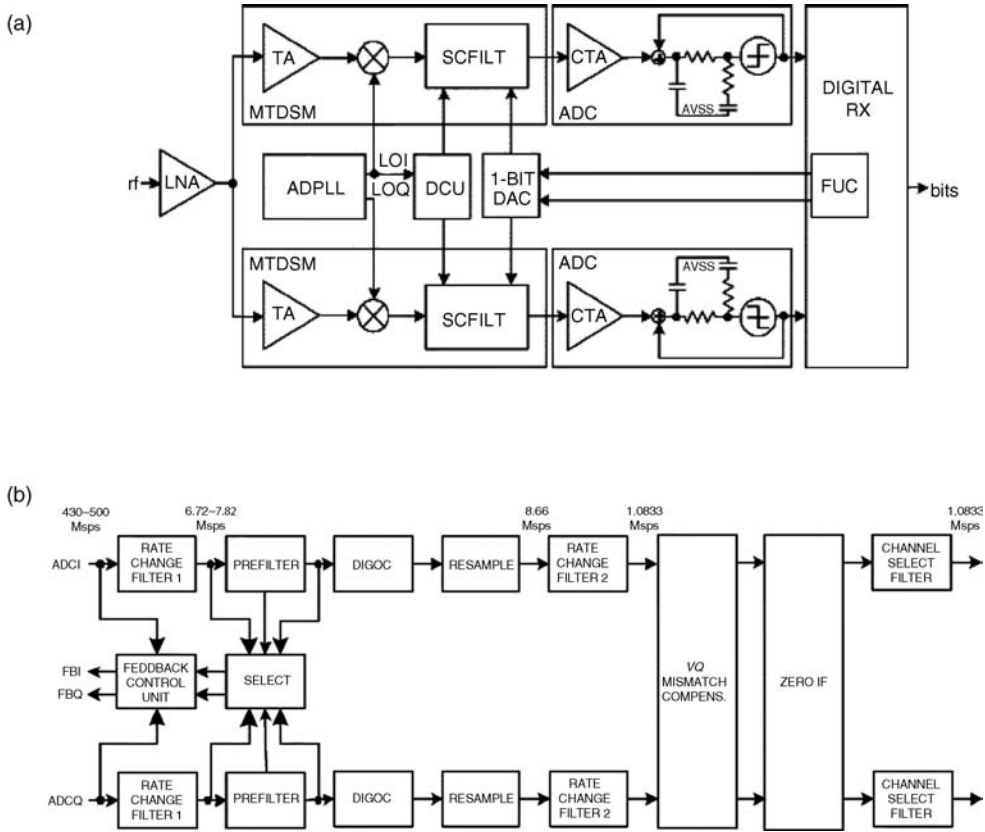 (a)
TA
SCFILT
MTDSM
CTA
AVSS
ADC
DIGITAL
RX
rf
LNA
ADPLL
LOI
LOQ
DCU
1-BIT
DAC
FUC
bits
MTDSM
TA
SCFILT
ADC
CTA
AVSS
(b)
430~500
Msps
6.72~7.82
Msps
8.66
Msps
1.0833
Msps
1.0833
Msps
ADCI
RATE
CHANGE
FILTER 1
PREFILTER
DIGOC
RESAMPLE
RATE
CHANGE
FILTER 2
CHANNEL
SELECT
FILTER
FBI
FBQ
FEDDBACK
CONTROL
UNIT
SELECT
VQ
MISMATCH
COMPENS.
ZERO IF
ADCQ
RATE
CHANGE
FILTER 1
PREFILTER
DIGOC
RESAMPLE
RATE
CHANGE
FILTER 2
CHANNEL
SELECT
FILTER